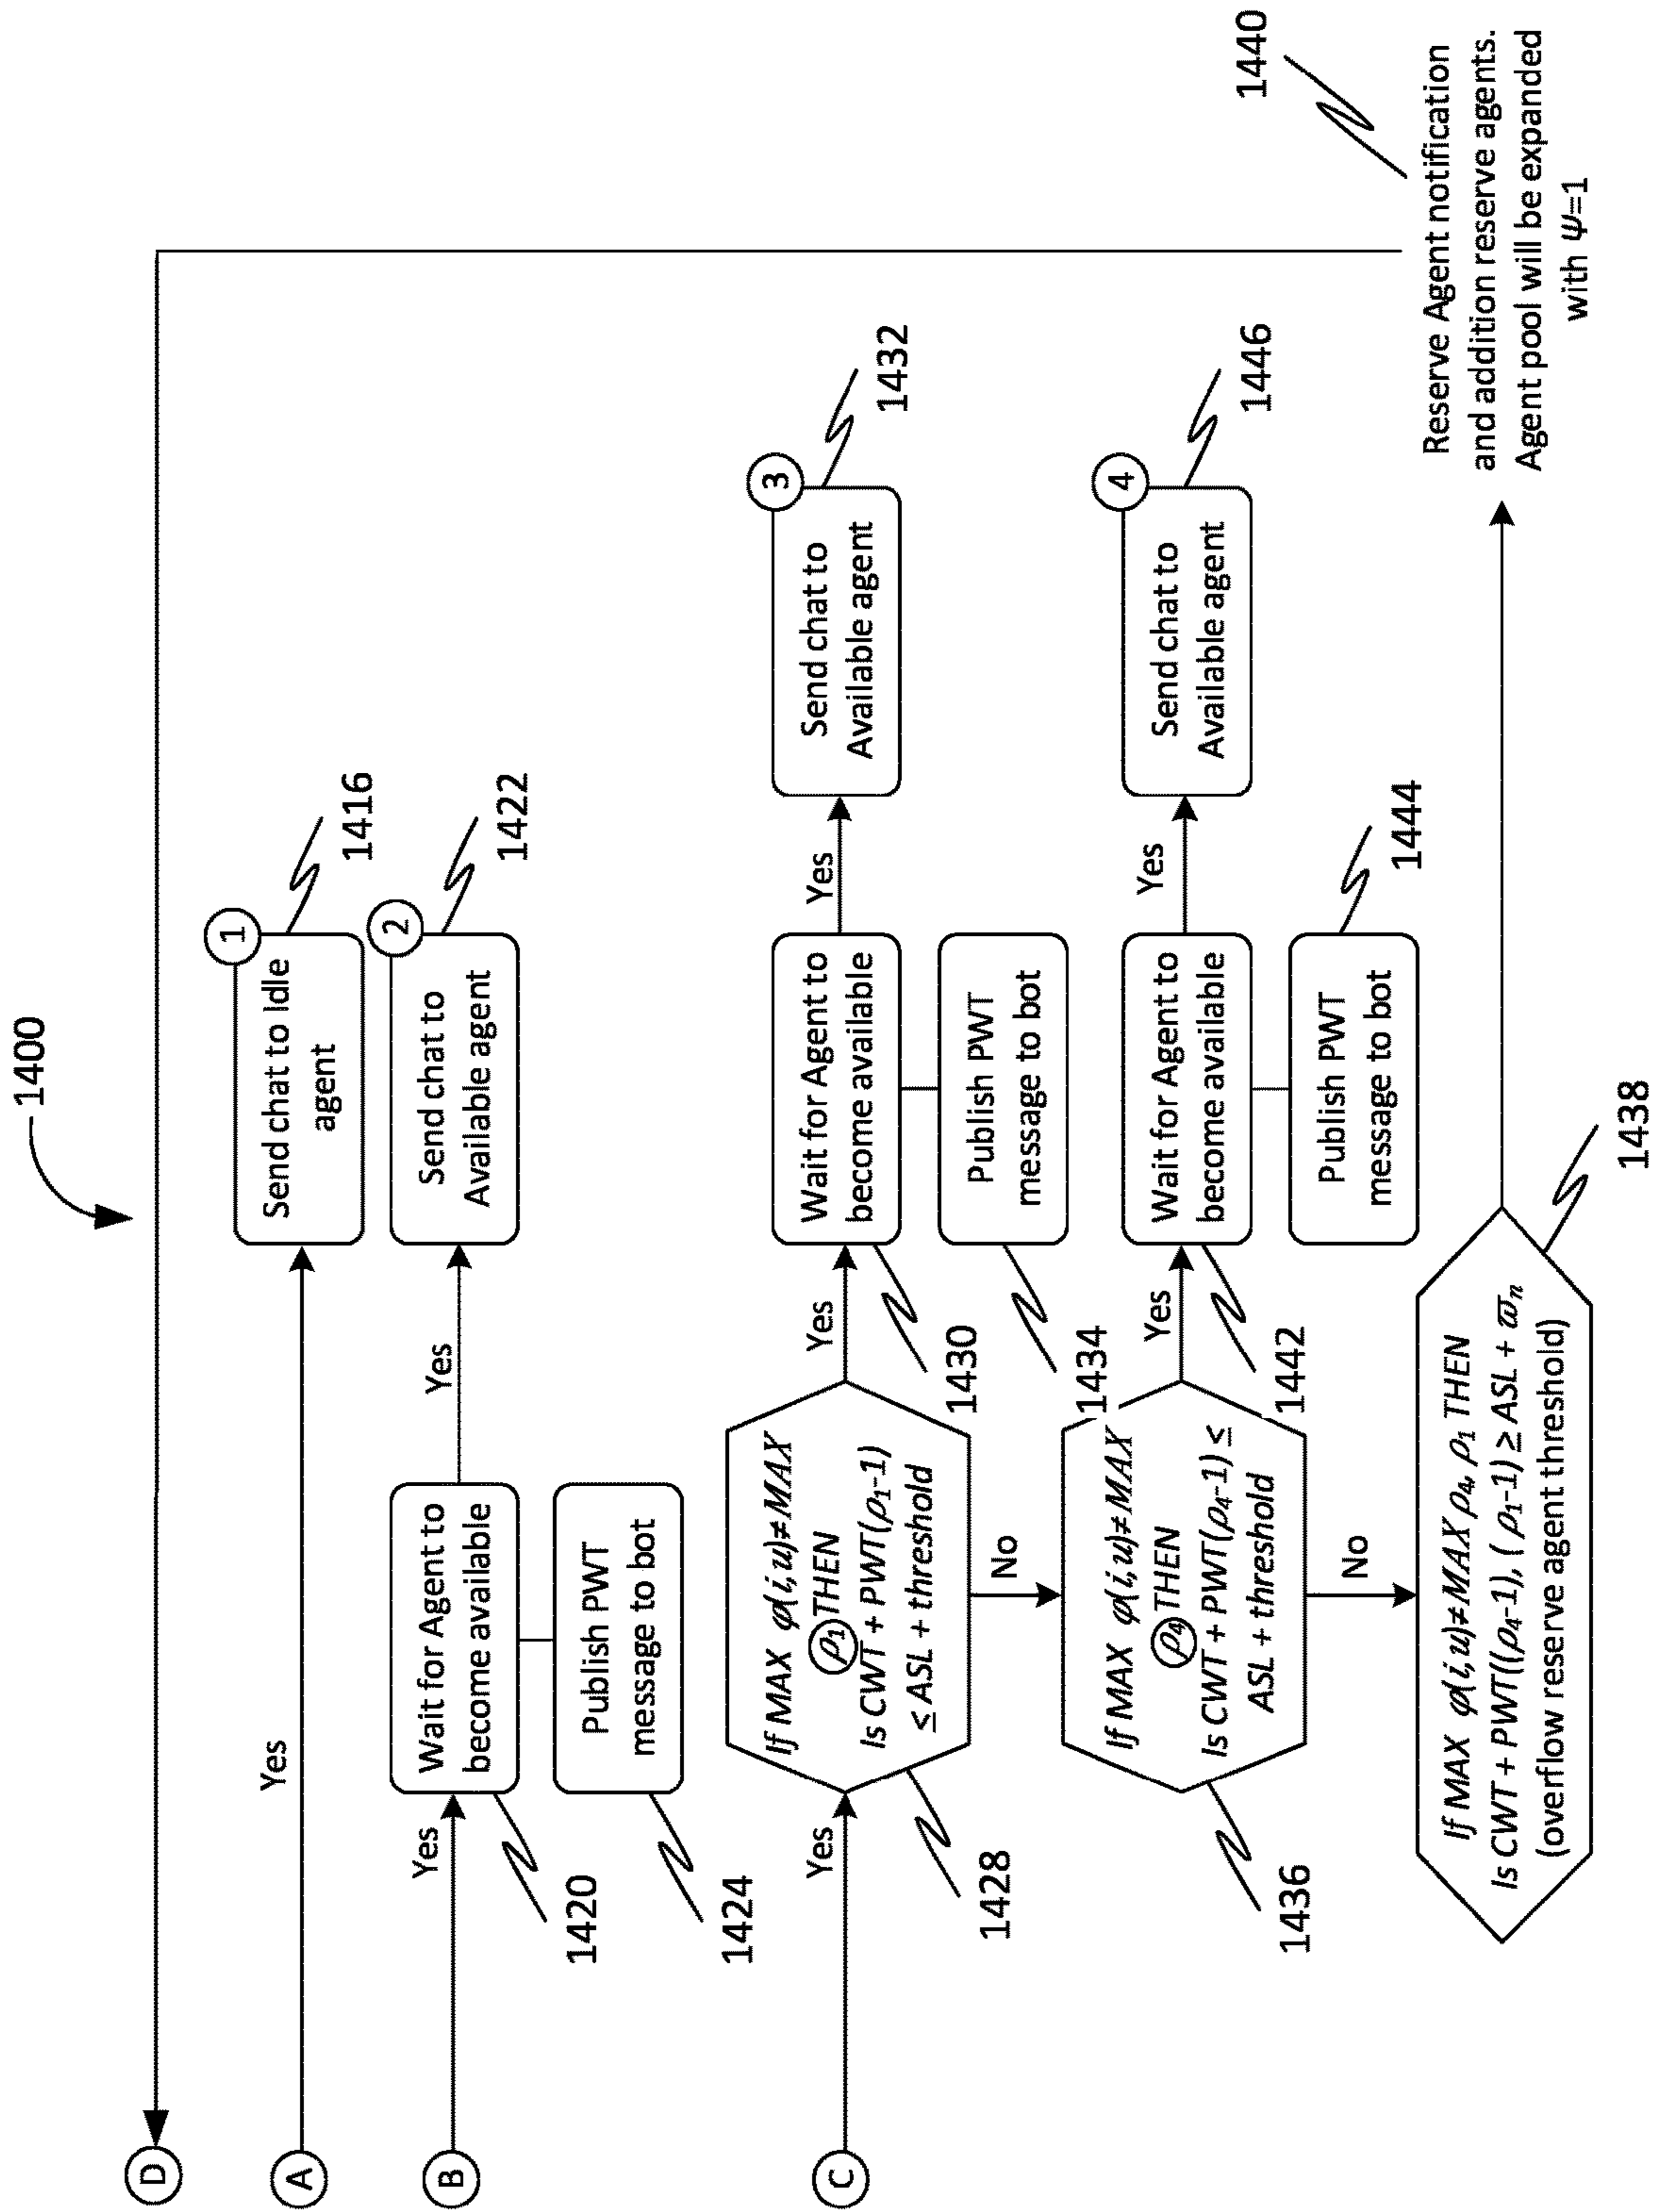 1400
D
A
Yes
Send chat to Idle
agent
1
1416
B
Yes
Wait for Agent to
become available
1420
Yes
Send chat to
Available agent
2
1422
Publish PWT
message to bot
1424
C
Yes
If MAX φ(i,u)≠MAX
ρ₁ THEN
Is CWT + PWT(ρ₁-1)
≤ ASL + threshold
1428
Yes
Wait for Agent to
become available
1430
Yes
Send chat to
Available agent
3
1432
Publish PWT
message to bot
1434
No
If MAX φ(i,u)≠MAX
ρ₄ THEN
Is CWT + PWT(ρ₄-1) ≤
ASL + threshold
1436
Yes
Wait for Agent to
become available
1442
Yes
Send chat to
Available agent
4
1446
Publish PWT
message to bot
1444
No
If MAX φ(i,u)≠MAX ρ₄, ρ₁ THEN
Is CWT + PWT((ρ₄-1), ( ρ₁-1) ≥ ASL + ϖₙ
(overflow reserve agent threshold)
1438
Reserve Agent notification
and addition reserve agents.
Agent pool will be expanded
with ψ=1
1440